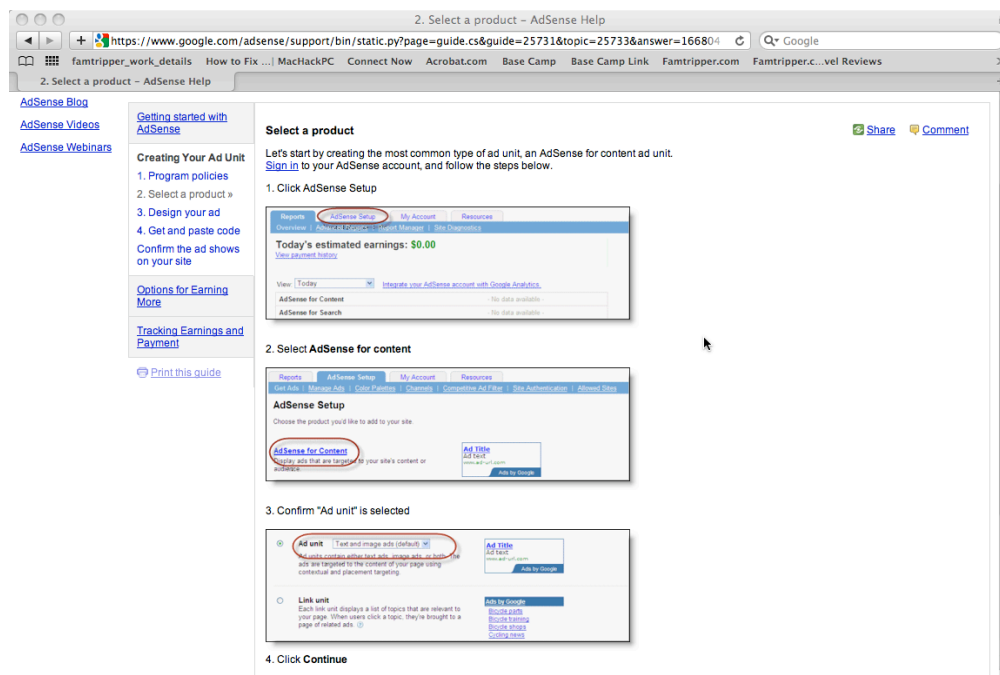 2. Select a product – AdSense Help
https://www.google.com/adsense/support/bin/static.py?page=guide.cs&guide=25731&topic=25733&answer=166804
Google
famtripper_work_details How to Fix ...| MacHackPC Connect Now Acrobat.com Base Camp Base Camp Link Famtripper.com Famtripper.c...vel Reviews
2. Select a product – AdSense Help
AdSense Blog
AdSense Videos
AdSense Webinars
Getting started with
AdSense
Creating Your Ad Unit
1. Program policies
2. Select a product »
3. Design your ad
4. Get and paste code
Confirm the ad shows
on your site
Options for Earning
More
Tracking Earnings and
Payment
Print this guide
Select a product
Share Comment
Let's start by creating the most common type of ad unit, an AdSense for content ad unit.
Sign in to your AdSense account, and follow the steps below.
1. Click AdSense Setup
Reports AdSense Setup My Account Resources
Overview | Advanced Reports | Report Manager | Site Diagnostics
Today's estimated earnings: $0.00
View payment history
View: Today Integrate your AdSense account with Google Analytics.
AdSense for Content - No data available -
AdSense for Search - No data available -
2. Select AdSense for content
Reports AdSense Setup My Account Resources
Get Ads | Manage Ads | Color Palettes | Channels | Competitive Ad Filter | Site Authentication | Allowed Sites
AdSense Setup
Choose the product you'd like to add to your site.
AdSense for Content
Display ads that are targeted to your site's content or
audience.
Ad Title
Ad text
www.ad-url.com
Ads by Google
3. Confirm "Ad unit" is selected
Ad unit Text and image ads (default)
Ad units contain either text ads, image ads, or both. The
ads are targeted to the content of your page using
contextual and placement targeting.
Ad Title
Ad text
www.ad-url.com
Ads by Google
Link unit
Each link unit displays a list of topics that are relevant to
your page. When users click a topic, they're brought to a
page of related ads.
Ads by Google
Bicycle parts
Bicycle training
Bicycle shops
Cycling news
4. Click Continue